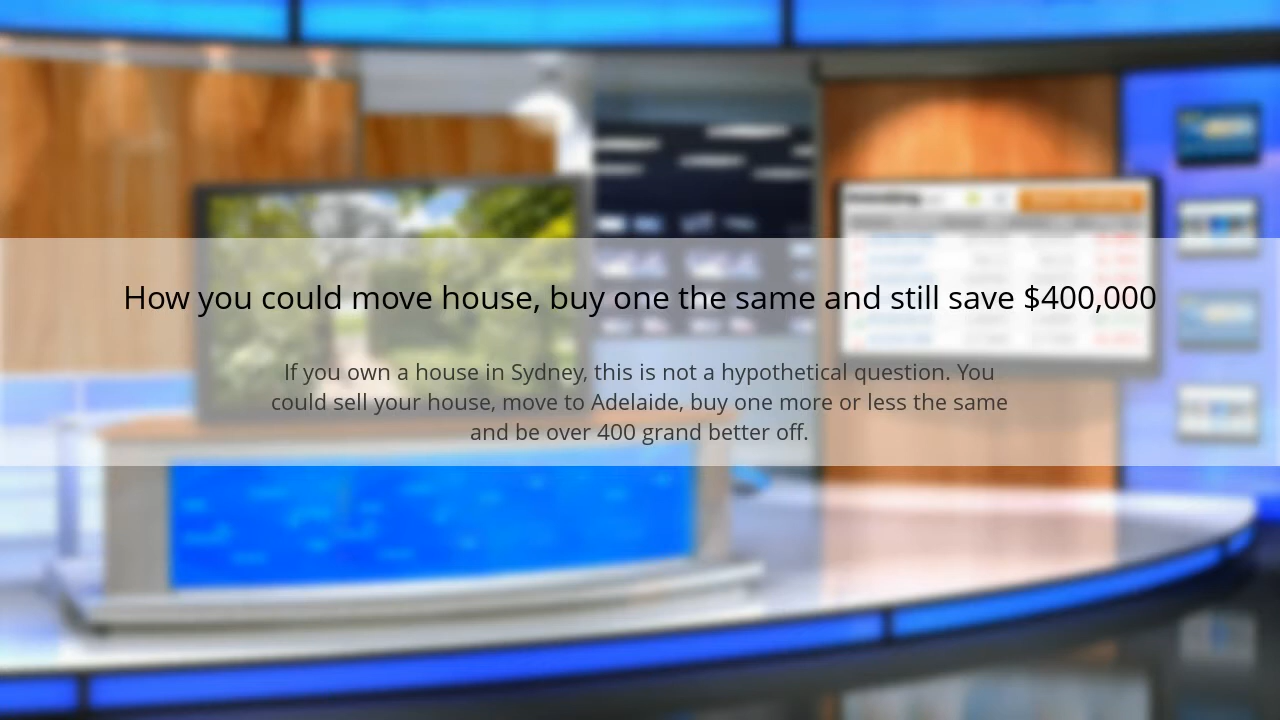 How you could move house, buy one the same and still save $400,000
If you own a house in Sydney, this is not a hypothetical question. You
could sell your house, move to Adelaide, buy one more or less the same
and be over 400 grand better off.